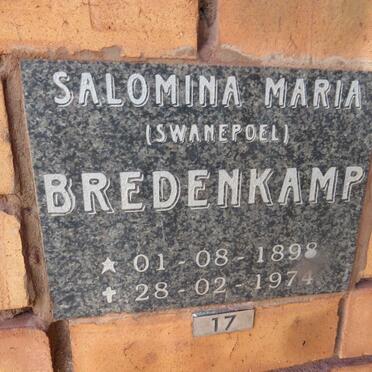 SALOMINA MARIA
(SWANEPOEL)
BREDENKAMP
★ 01-08-1898
✝ 28-02-1974
17